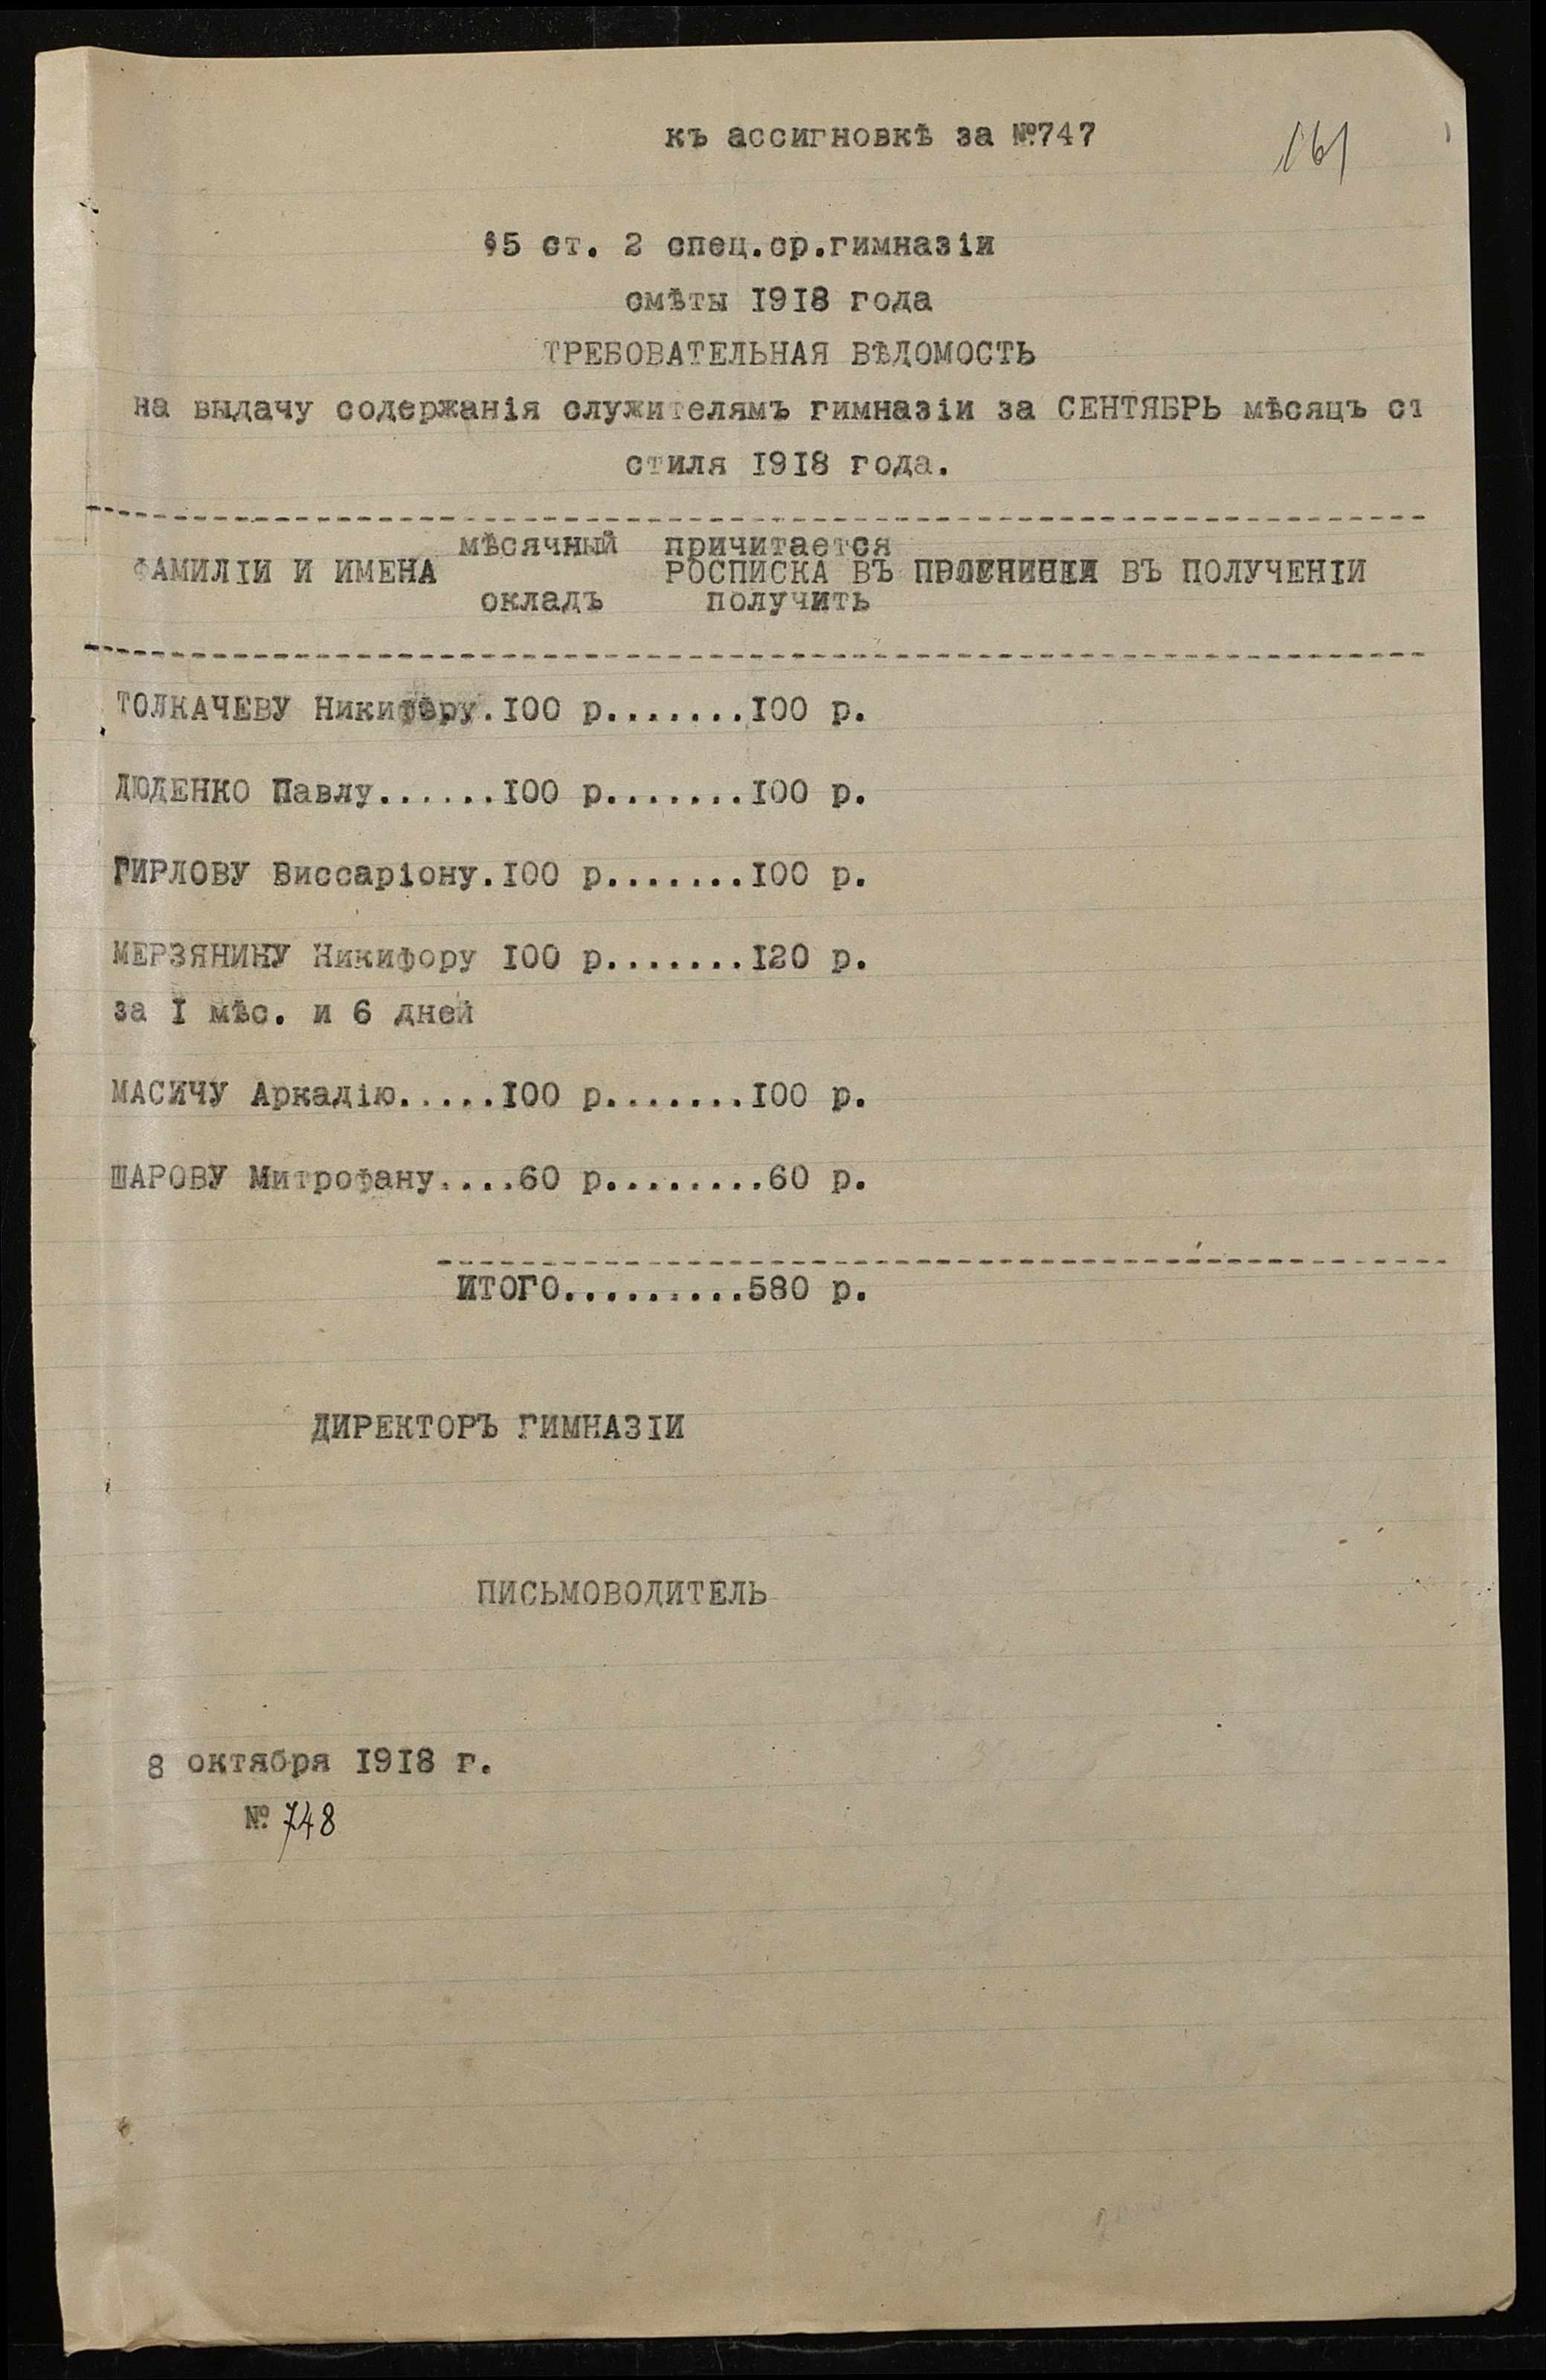 къ ассигновкѣ за №747
161
§5 ст. 2 спец.ср.гимназіи
смѣты 1918 года
ТРЕБОВАТЕЛЬНАЯ ВѢДОМОСТЬ
на выдачу содержанія служителямъ гимназіи за СЕНТЯБРЬ мѣсяцъ ст
стиля 1918 года.
мѣсячный причитается
ФАМИЛІИ И ИМЕНА РОСПИСКА ВЪ ВЪ ПОЛУЧЕНІИ
окладъ получить
ТОЛКАЧЕВУ Никифору.100 р.......100 р.
ДЮДЕНКО Павлу......100 р.......100 р.
ГИРЛОВУ Виссаріону.100 р.......100 р.
МЕРЗЯНИНУ Никифору 100 р.......120 р.
за I мѣс. и 6 дней
МАСИЧУ Аркадію.....100 р.......100 р.
ШАРОВУ Митрофану....60 р........60 р.
ИТОГО.........580 р.
ДИРЕКТОРЪ ГИМНАЗІИ
ПИСЬМОВОДИТЕЛЬ
8 октября 1918 г.
№ 748